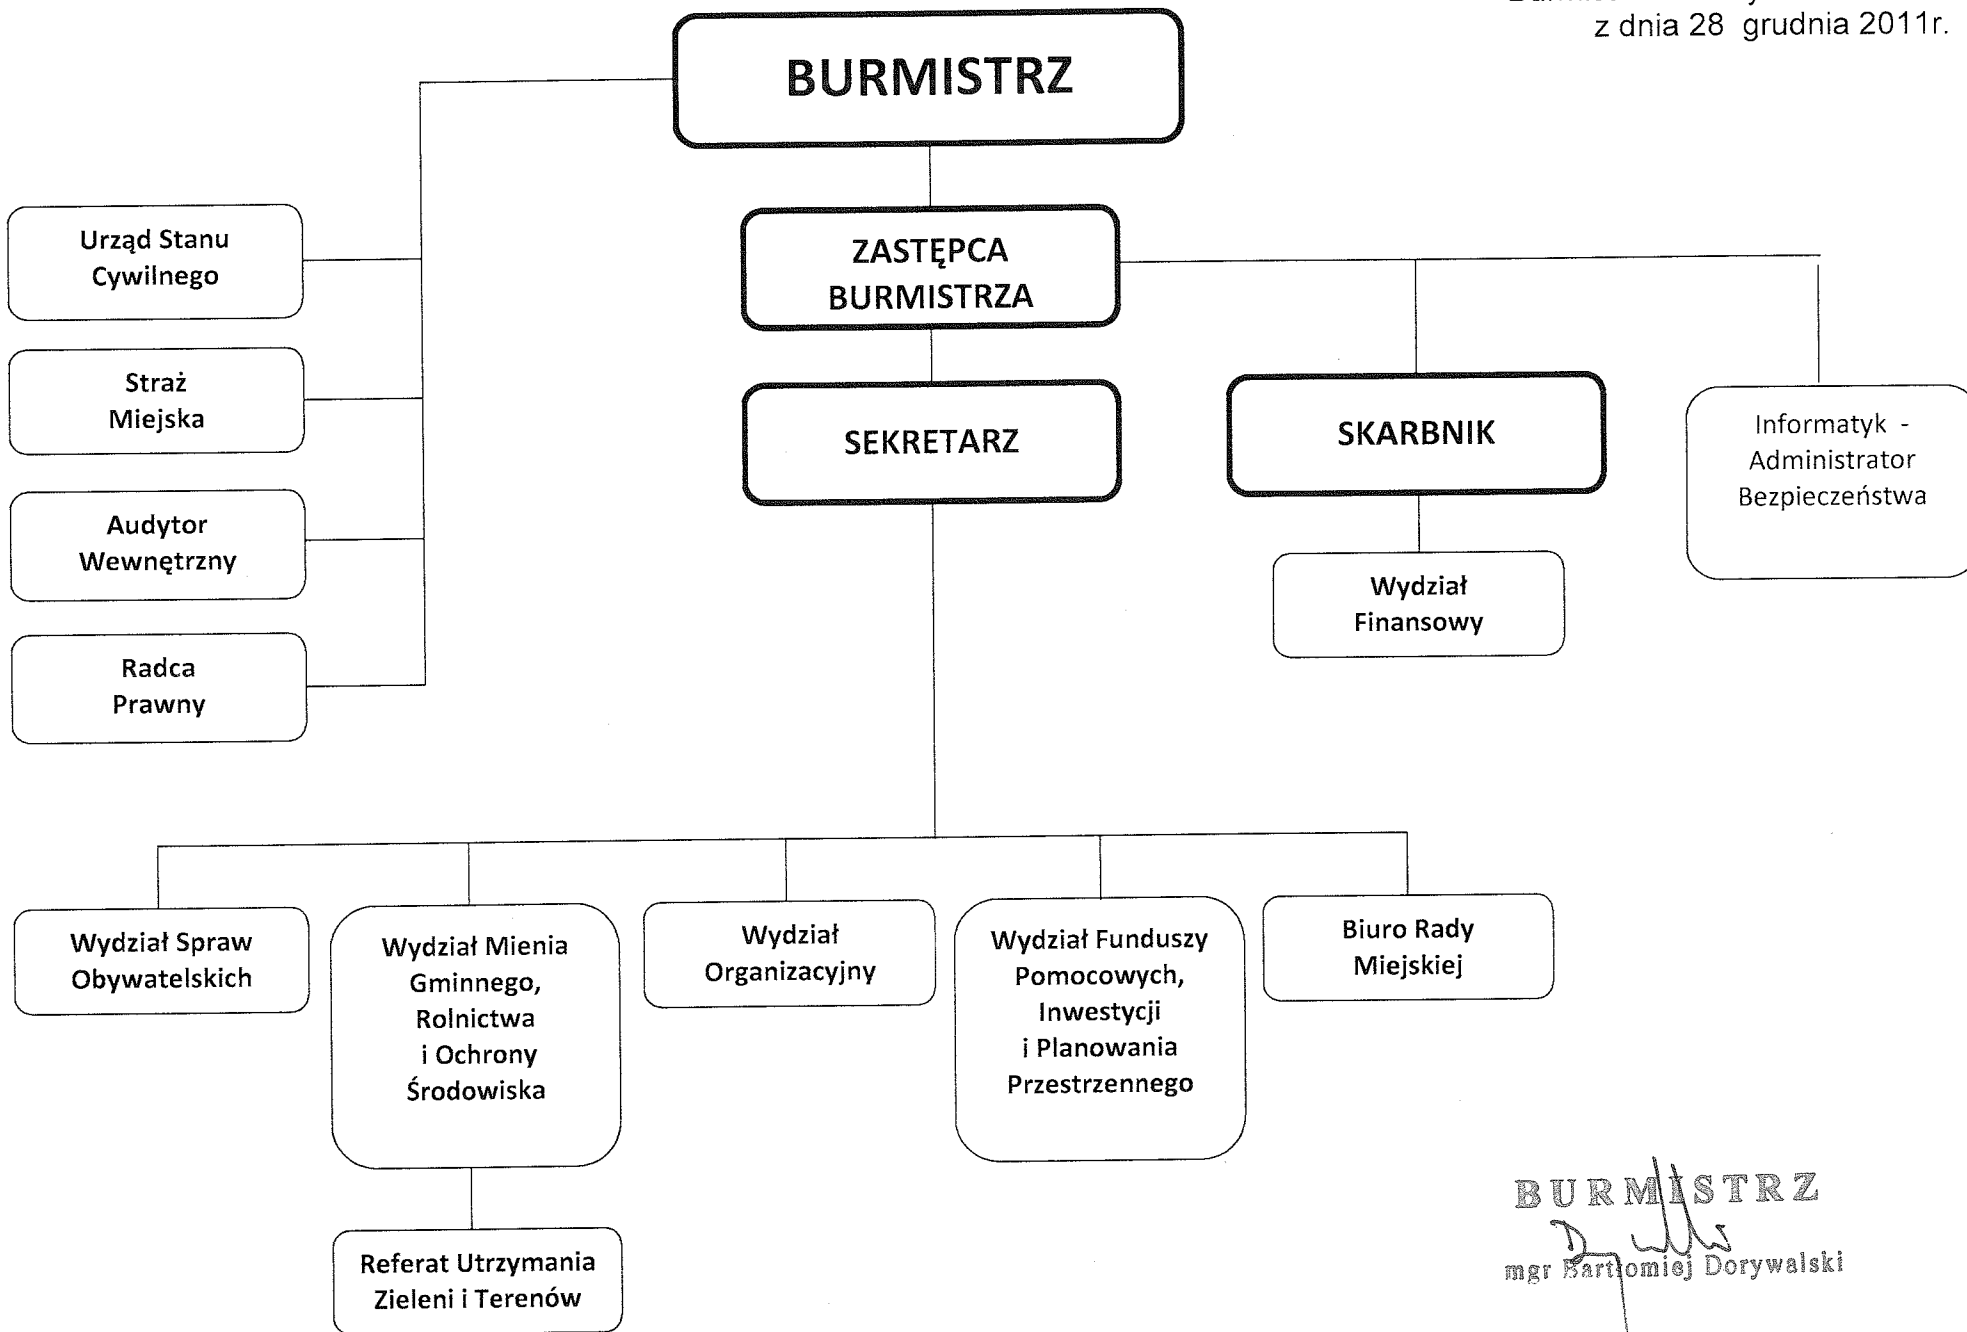 z dnia 28 grudnia 2011r.
BURMISTRZ
Urząd Stanu
Cywilnego
ZASTĘPCA
BURMISTRZA
Straż
Miejska
SEKRETARZ
SKARBNIK
Informatyk -
Administrator
Bezpieczeństwa
Audytor
Wewnętrzny
Wydział
Finansowy
Radca
Prawny
Wydział Spraw
Obywatelskich
Wydział Mienia
Gminnego,
Rolnictwa
i Ochrony
Środowiska
Wydział
Organizacyjny
Wydział Funduszy
Pomocowych,
Inwestycji
i Planowania
Przestrzennego
Biuro Rady
Miejskiej
Referat Utrzymania
Zieleni i Terenów
BURMISTRZ
mgr Bartłomiej Dorywalski